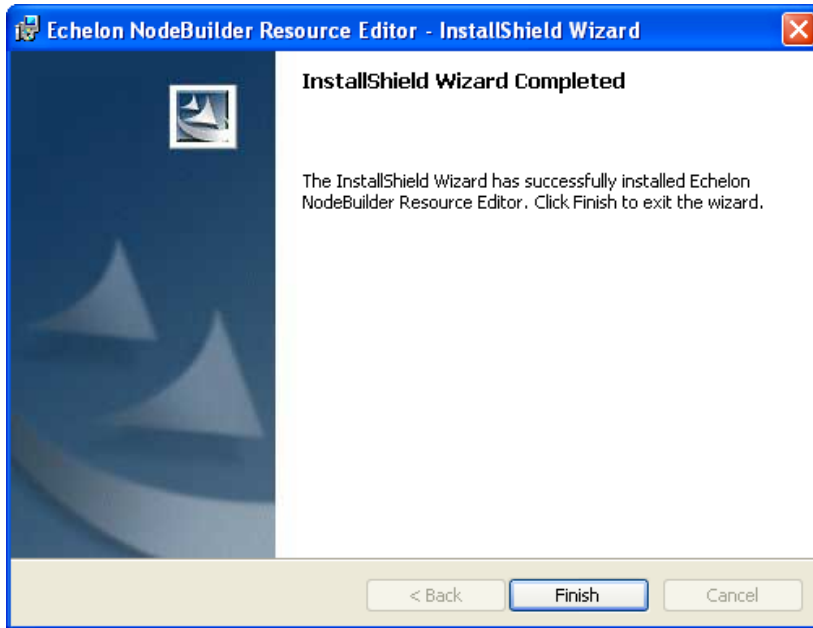 Echelon NodeBuilder Resource Editor - InstallShield Wizard
InstallShield Wizard Completed
The InstallShield Wizard has successfully installed Echelon
NodeBuilder Resource Editor. Click Finish to exit the wizard.
< Back
Finish
Cancel